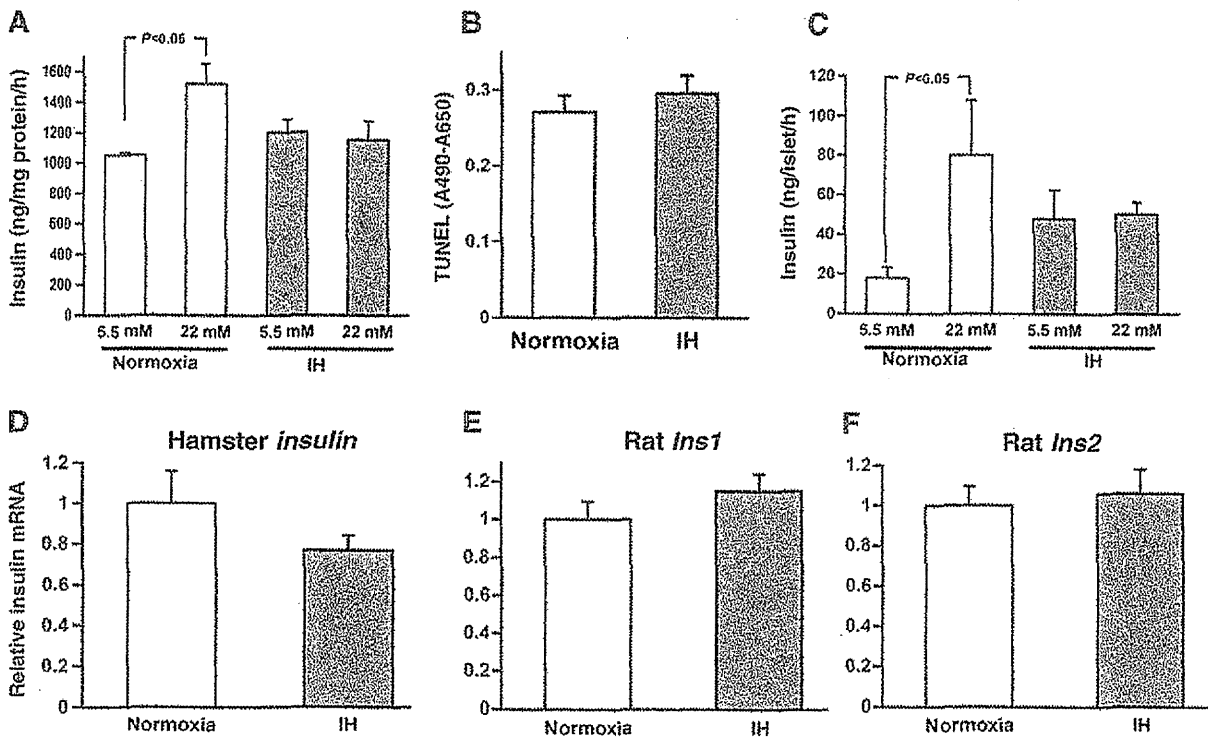 A
P<0.05
Insulin (ng/mg protein/h)
1600
1400
1200
1000
800
600
400
200
0
5.5 mM 22 mM 5.5 mM 22 mM
Normoxia IH
B
TUNEL (A490-A650)
0.3
0.2
0.1
0
Normoxia IH
C
P<0.05
Insulin (ng/islet/h)
120
100
80
60
40
20
0
5.5 mM 22 mM 5.5 mM 22 mM
Normoxia IH
D
Hamster insulin
Relative insulin mRNA
1.2
1
0.8
0.6
0.4
0.2
0
Normoxia IH
E
Rat Ins1
1.2
1
0.8
0.6
0.4
0.2
0
Normoxia IH
F
Rat Ins2
1.2
1
0.8
0.6
0.4
0.2
0
Normoxia IH